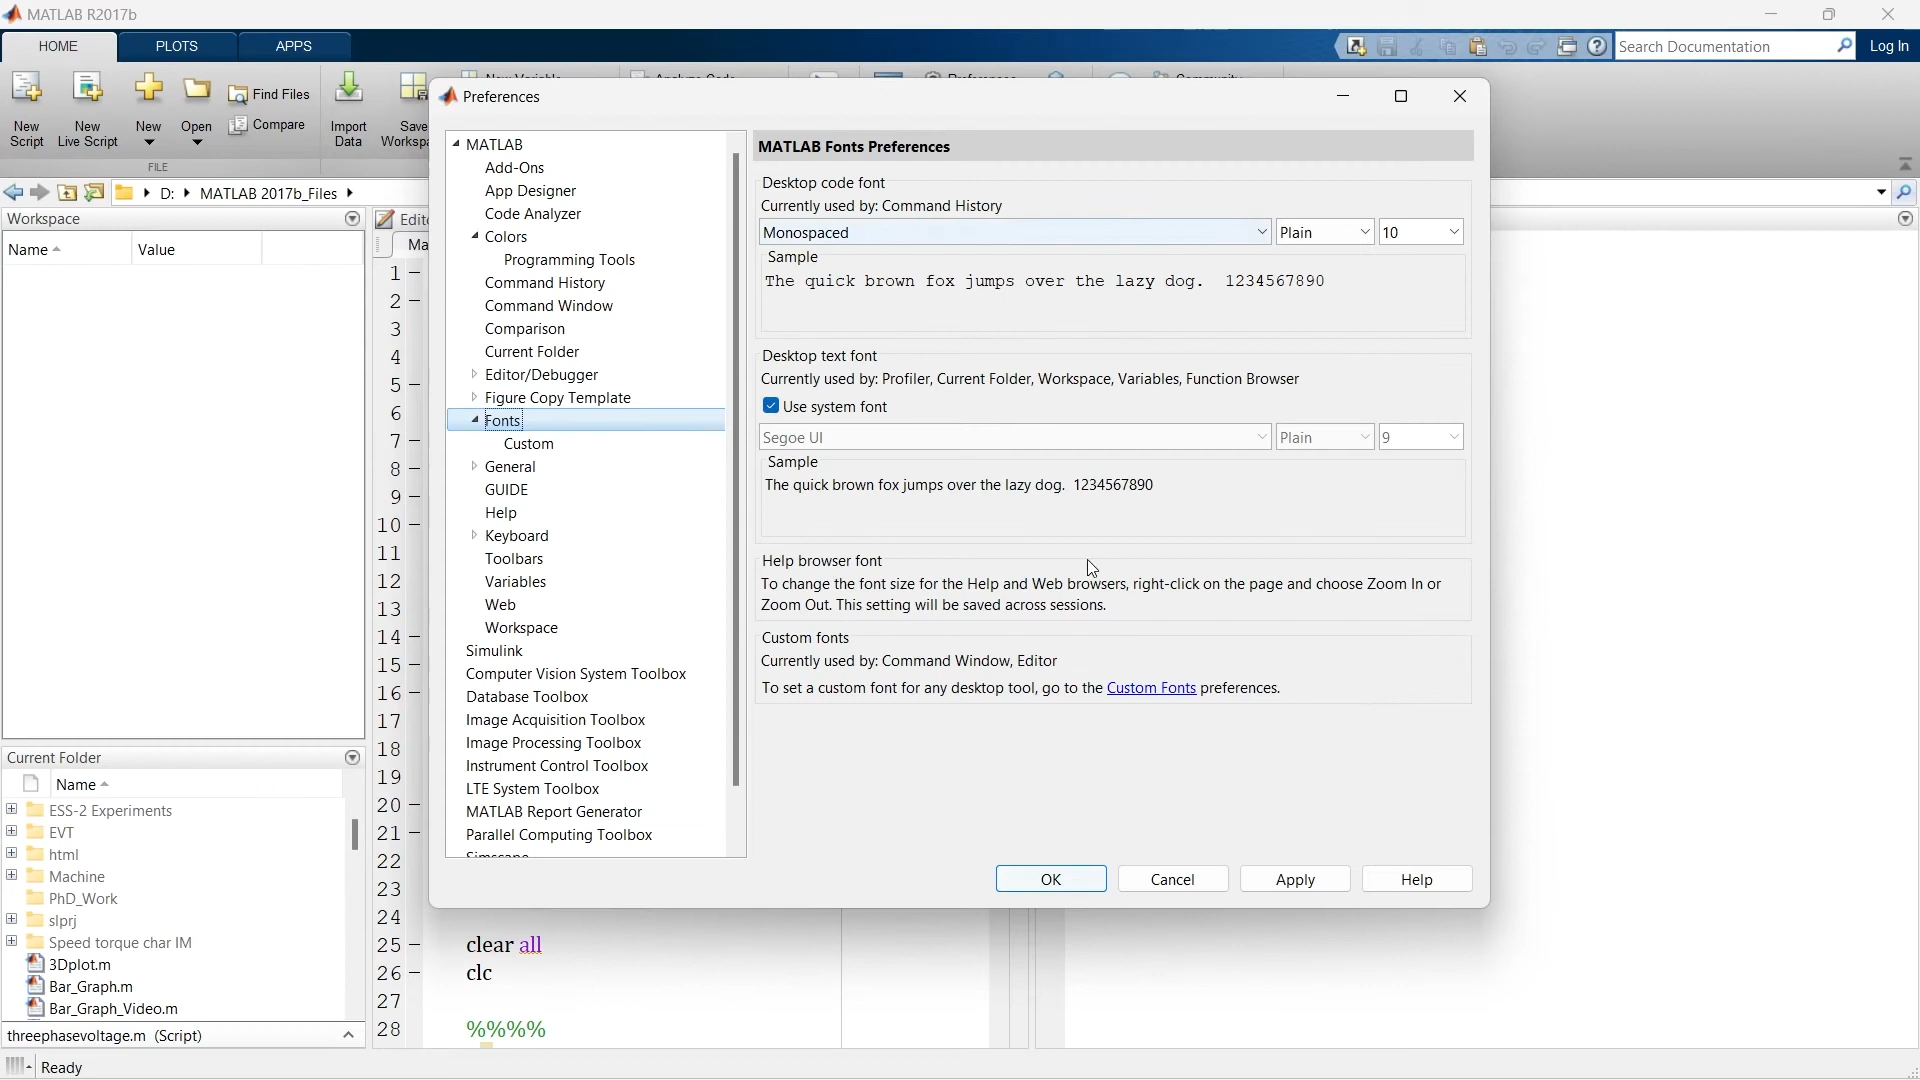 MATLAB R2017b
HOME
PLOTS
APPS
Search Documentation
Log In
New
Script
New
Live Script
New
Open
Find Files
Compare
Import
Data
Save
FILE
D:
MATLAB 2017b_Files
Workspace
Name
Value
Current Folder
Name
ESS-2 Experiments
EVT
html
Machine
PhD_Work
slprj
Speed torque char IM
3Dplot.m
Bar_Graph.m
Bar_Graph_Video.m
threephasevoltage.m (Script)
Ready
1
2
3
4
5
6
7
8
9
10
11
12
13
14
15
16
17
18
19
20
21
22
23
24
25 clear all
26 clc
27
28 %%%%
Preferences
MATLAB
Add-Ons
App Designer
Code Analyzer
Colors
Programming Tools
Command History
Command Window
Comparison
Current Folder
Editor/Debugger
Figure Copy Template
Fonts
Custom
General
GUIDE
Help
Keyboard
Toolbars
Variables
Web
Workspace
Simulink
Computer Vision System Toolbox
Database Toolbox
Image Acquisition Toolbox
Image Processing Toolbox
Instrument Control Toolbox
LTE System Toolbox
MATLAB Report Generator
Parallel Computing Toolbox
MATLAB Fonts Preferences
Desktop code font
Currently used by: Command History
Monospaced
Plain
10
Sample
The quick brown fox jumps over the lazy dog. 1234567890
Desktop text font
Currently used by: Profiler, Current Folder, Workspace, Variables, Function Browser
Use system font
Segoe UI
Plain
9
Sample
The quick brown fox jumps over the lazy dog. 1234567890
Help browser font
To change the font size for the Help and Web browsers, right-click on the page and choose Zoom In or
Zoom Out. This setting will be saved across sessions.
Custom fonts
Currently used by: Command Window, Editor
To set a custom font for any desktop tool, go to the Custom Fonts preferences.
OK
Cancel
Apply
Help